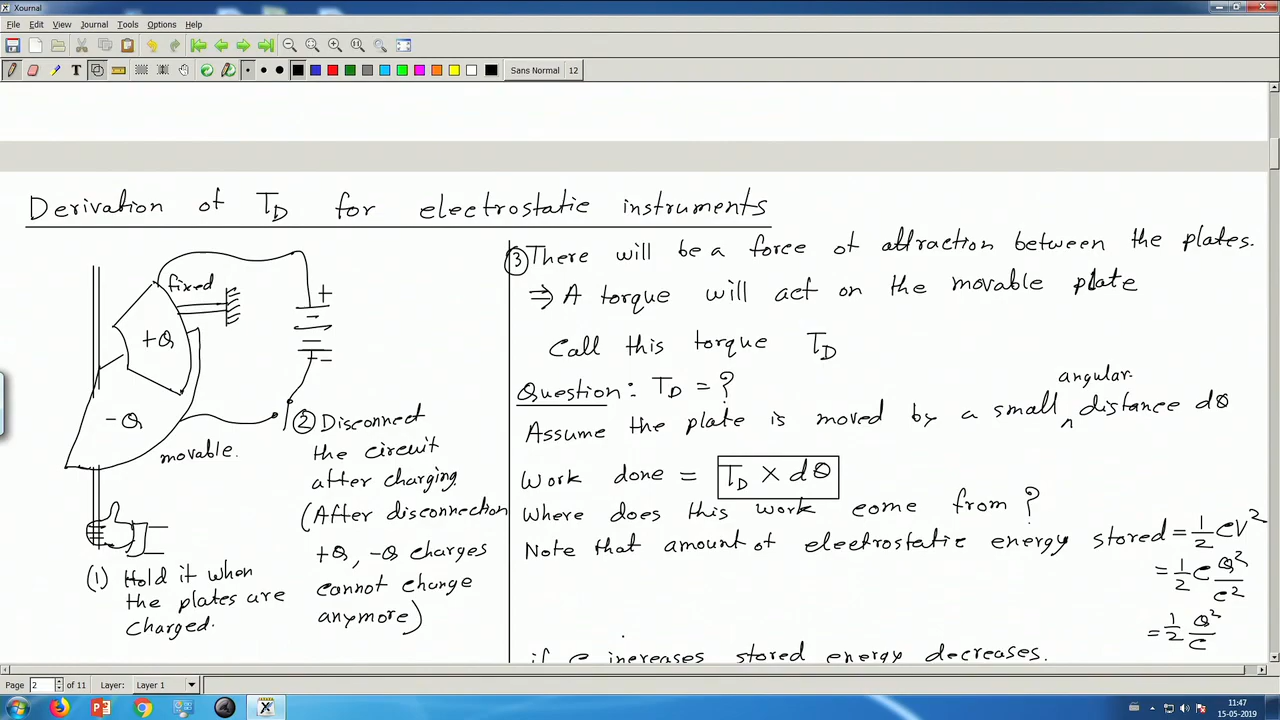 Xournal
File Edit View Journal Tools Options Help
Sans Normal 12
Derivation of T_D for electrostatic instruments
fixed
+Q
+
-
+ -
-Q
movable.
(1) Hold it when
the plates are
charged.
② Disconnect
the circuit
after charging.
(After disconnection
+Q, -Q charges
cannot change
anymore)
③ There will be a force of attraction between the plates.
⇒ A torque will act on the movable plate
Call this torque T_D
Question: T_D = ?
angular.
Assume the plate is moved by a small ^ distance dθ
Work done = T_D × dθ
Where does this work come from?
Note that amount of electrostatic energy stored = 1/2 CV²
= 1/2 C Q²/C²
= 1/2 Q²/C
if C increases stored energy decreases.
Page 2 of 11 Layer: Layer 1
11:47
15-05-2019